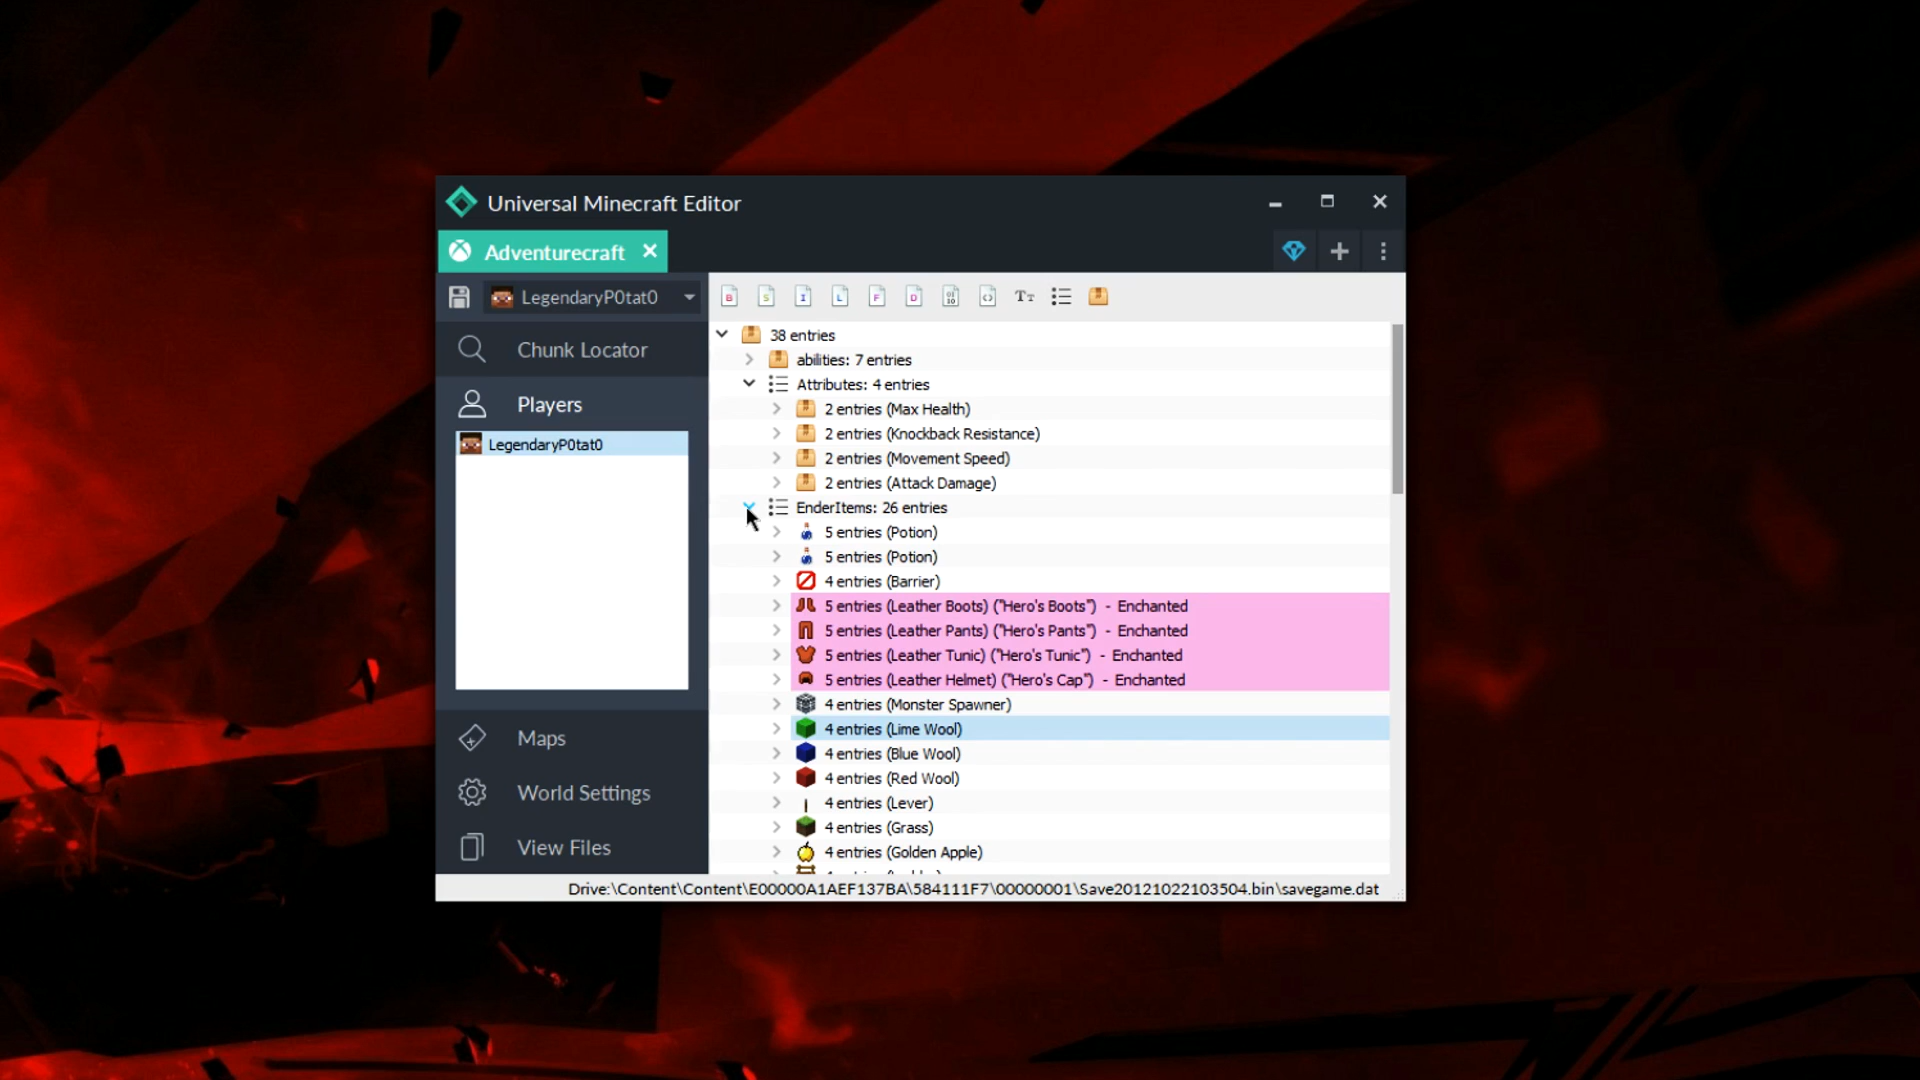 Universal Minecraft Editor
Adventurecraft
LegendaryP0tat0
B S I L F D 01 10 <> TT
Chunk Locator
Players
LegendaryP0tat0
Maps
World Settings
View Files
38 entries
abilities: 7 entries
Attributes: 4 entries
2 entries (Max Health)
2 entries (Knockback Resistance)
2 entries (Movement Speed)
2 entries (Attack Damage)
EnderItems: 26 entries
5 entries (Potion)
5 entries (Potion)
4 entries (Barrier)
5 entries (Leather Boots) ("Hero's Boots") - Enchanted
5 entries (Leather Pants) ("Hero's Pants") - Enchanted
5 entries (Leather Tunic) ("Hero's Tunic") - Enchanted
5 entries (Leather Helmet) ("Hero's Cap") - Enchanted
4 entries (Monster Spawner)
4 entries (Lime Wool)
4 entries (Blue Wool)
4 entries (Red Wool)
4 entries (Lever)
4 entries (Grass)
4 entries (Golden Apple)
Drive:\Content\Content\E00000A1AEF137BA\584111F7\00000001\Save20121022103504.bin\savegame.dat